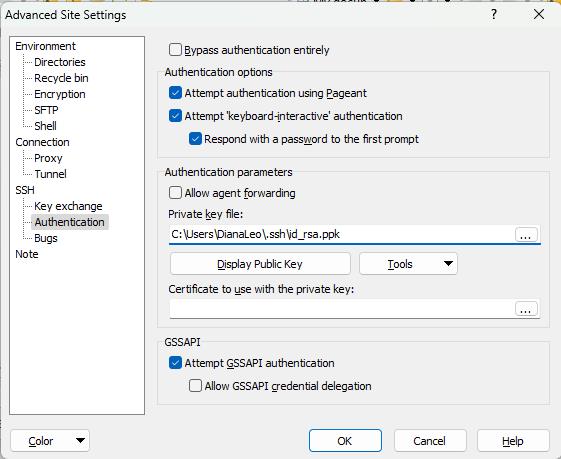 Advanced Site Settings
Environment
Directories
Recycle bin
Encryption
SFTP
Shell
Connection
Proxy
Tunnel
SSH
Key exchange
Authentication
Bugs
Note
Bypass authentication entirely
Authentication options
Attempt authentication using Pageant
Attempt 'keyboard-interactive' authentication
Respond with a password to the first prompt
Authentication parameters
Allow agent forwarding
Private key file:
C:\Users\DianaLeo\.ssh\id_rsa.ppk
...
Display Public Key
Tools
Certificate to use with the private key:
...
GSSAPI
Attempt GSSAPI authentication
Allow GSSAPI credential delegation
Color
OK
Cancel
Help